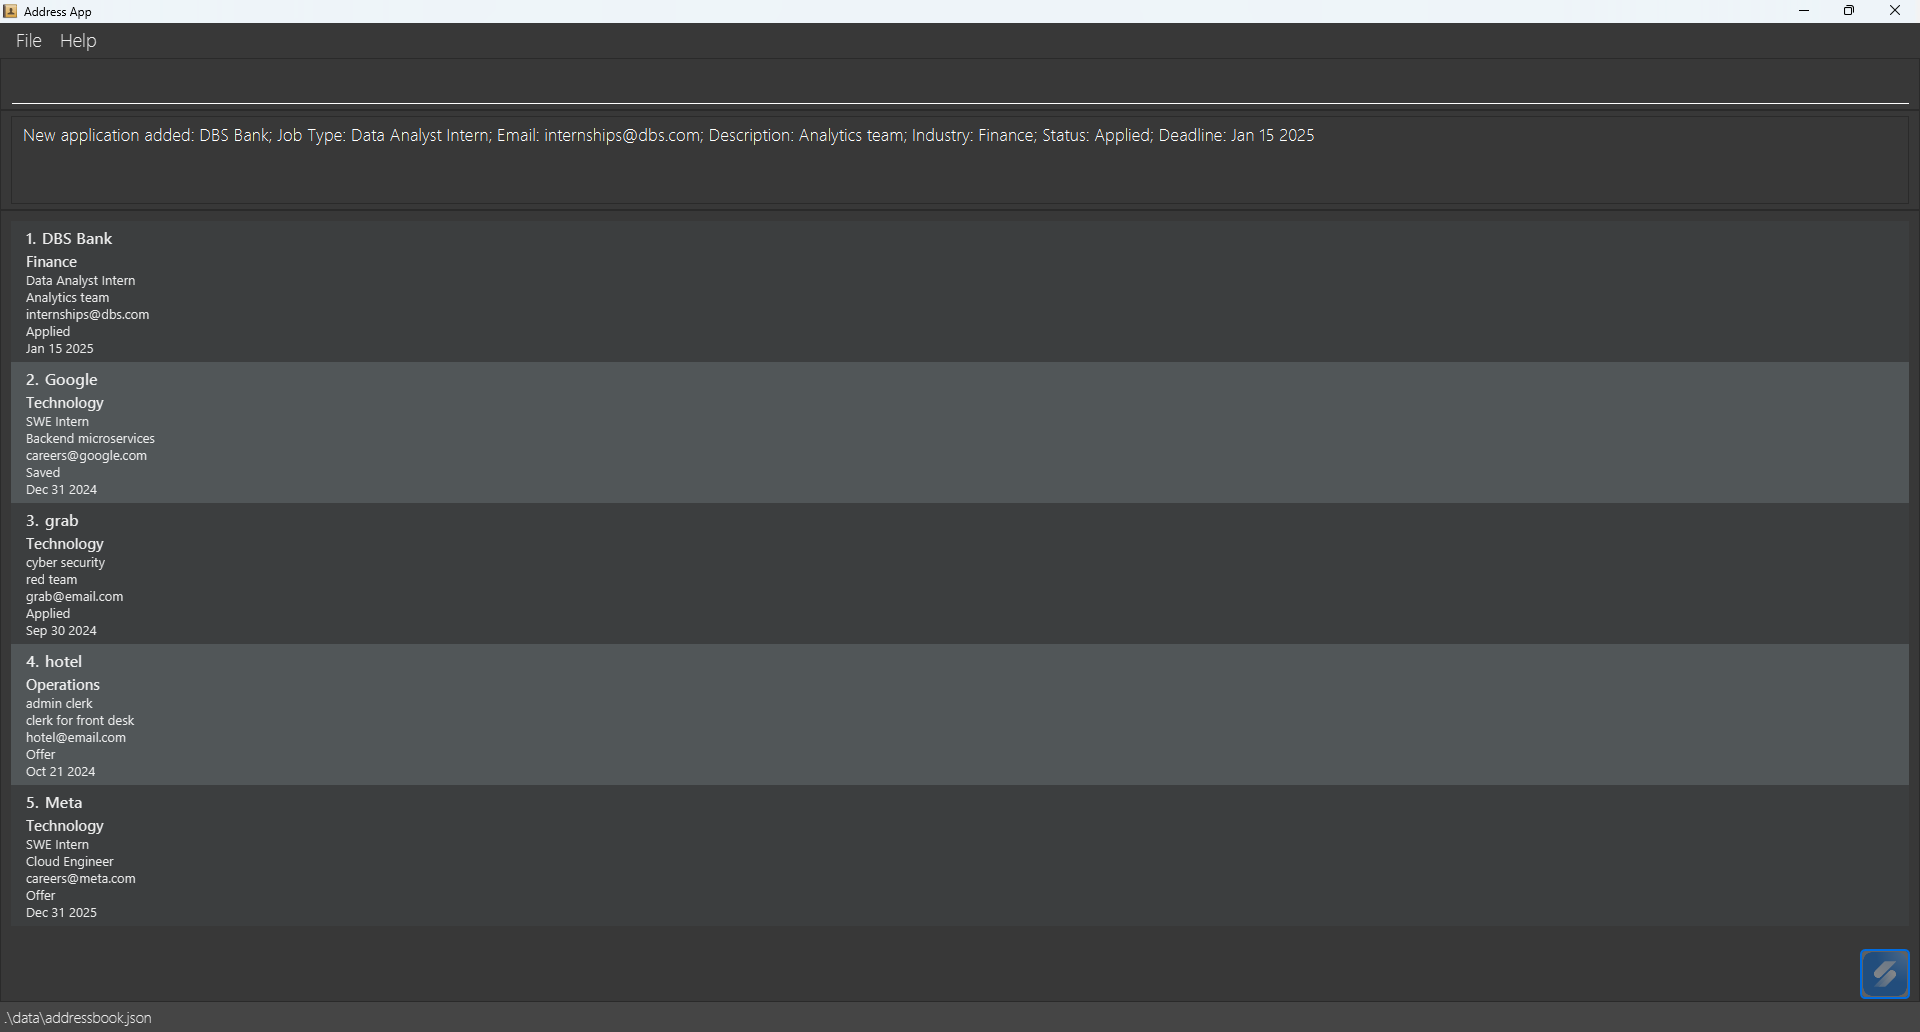 Address App
File Help
New application added: DBS Bank; Job Type: Data Analyst Intern; Email: internships@dbs.com; Description: Analytics team; Industry: Finance; Status: Applied; Deadline: Jan 15 2025
1. DBS Bank
Finance
Data Analyst Intern
Analytics team
internships@dbs.com
Applied
Jan 15 2025
2. Google
Technology
SWE Intern
Backend microservices
careers@google.com
Saved
Dec 31 2024
3. grab
Technology
cyber security
red team
grab@email.com
Applied
Sep 30 2024
4. hotel
Operations
admin clerk
clerk for front desk
hotel@email.com
Offer
Oct 21 2024
5. Meta
Technology
SWE Intern
Cloud Engineer
careers@meta.com
Offer
Dec 31 2025
.\data\addressbook.json